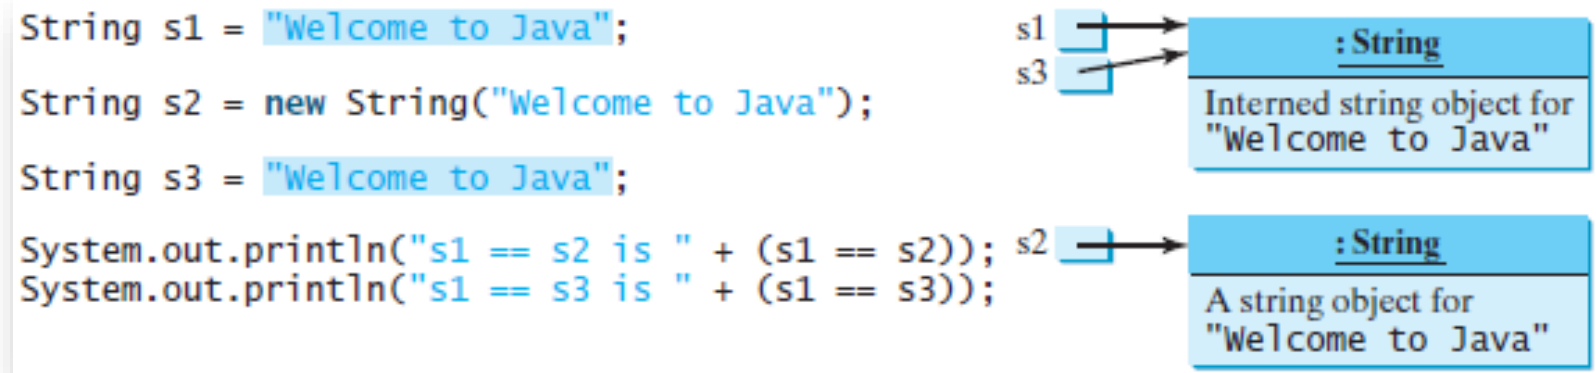 String s1 = "Welcome to Java";
String s2 = new String("Welcome to Java");
String s3 = "Welcome to Java";
System.out.println("s1 == s2 is " + (s1 == s2));
System.out.println("s1 == s3 is " + (s1 == s3));
s1
s3
: String
Interned string object for
"Welcome to Java"
s2
: String
A string object for
"Welcome to Java"